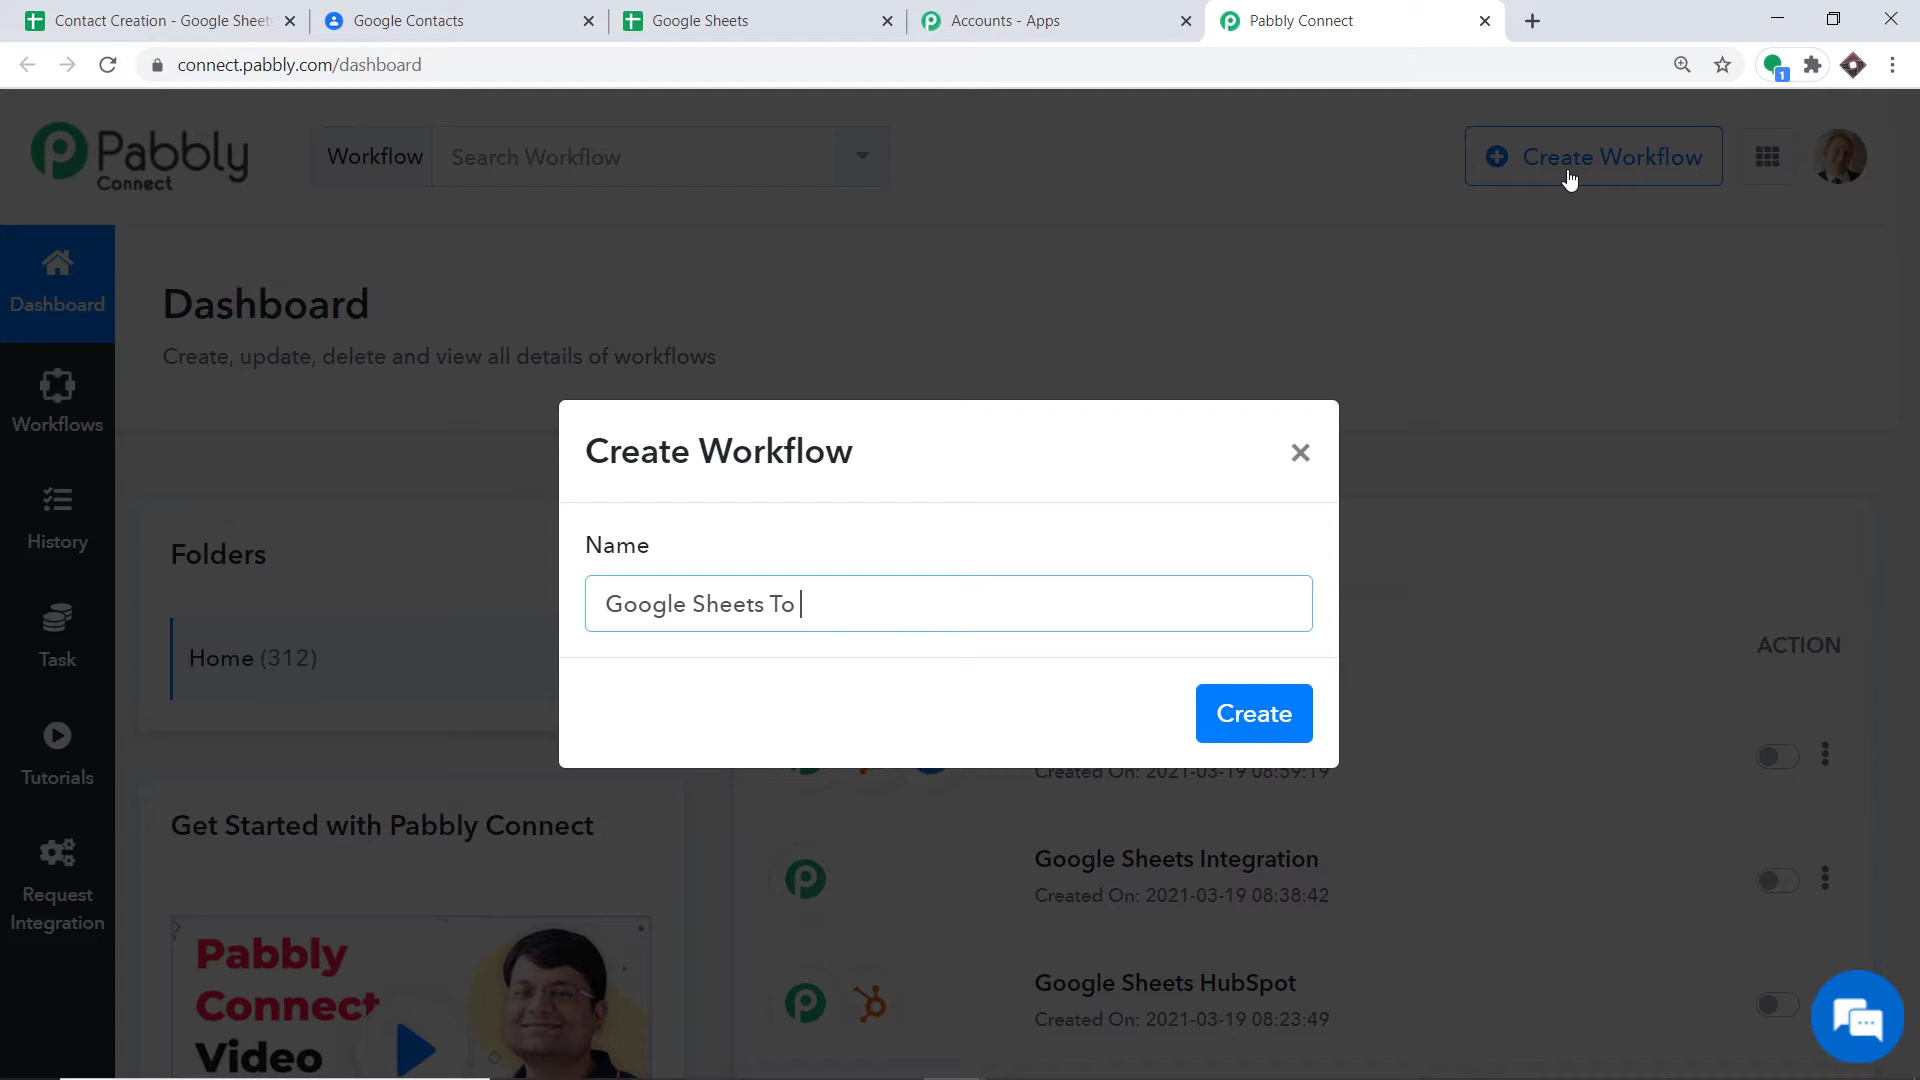 Contact Creation - Google Sheets
Google Contacts
Google Sheets
Accounts - Apps
Pabbly Connect
connect.pabbly.com/dashboard
1
Pabbly
Connect
Workflow
Search Workflow
Create Workflow
Dashboard
Workflows
History
Task
Tutorials
Request
Integration
Dashboard
Create, update, delete and view all details of workflows
Folders
Home (312)
Get Started with Pabbly Connect
Pabbly
Connect
Video
Create Workflow
Name
Google Sheets To
Create
ACTION
Created On: 2021-03-19 08:59:19
Google Sheets Integration
Created On: 2021-03-19 08:38:42
Google Sheets HubSpot
Created On: 2021-03-19 08:23:49